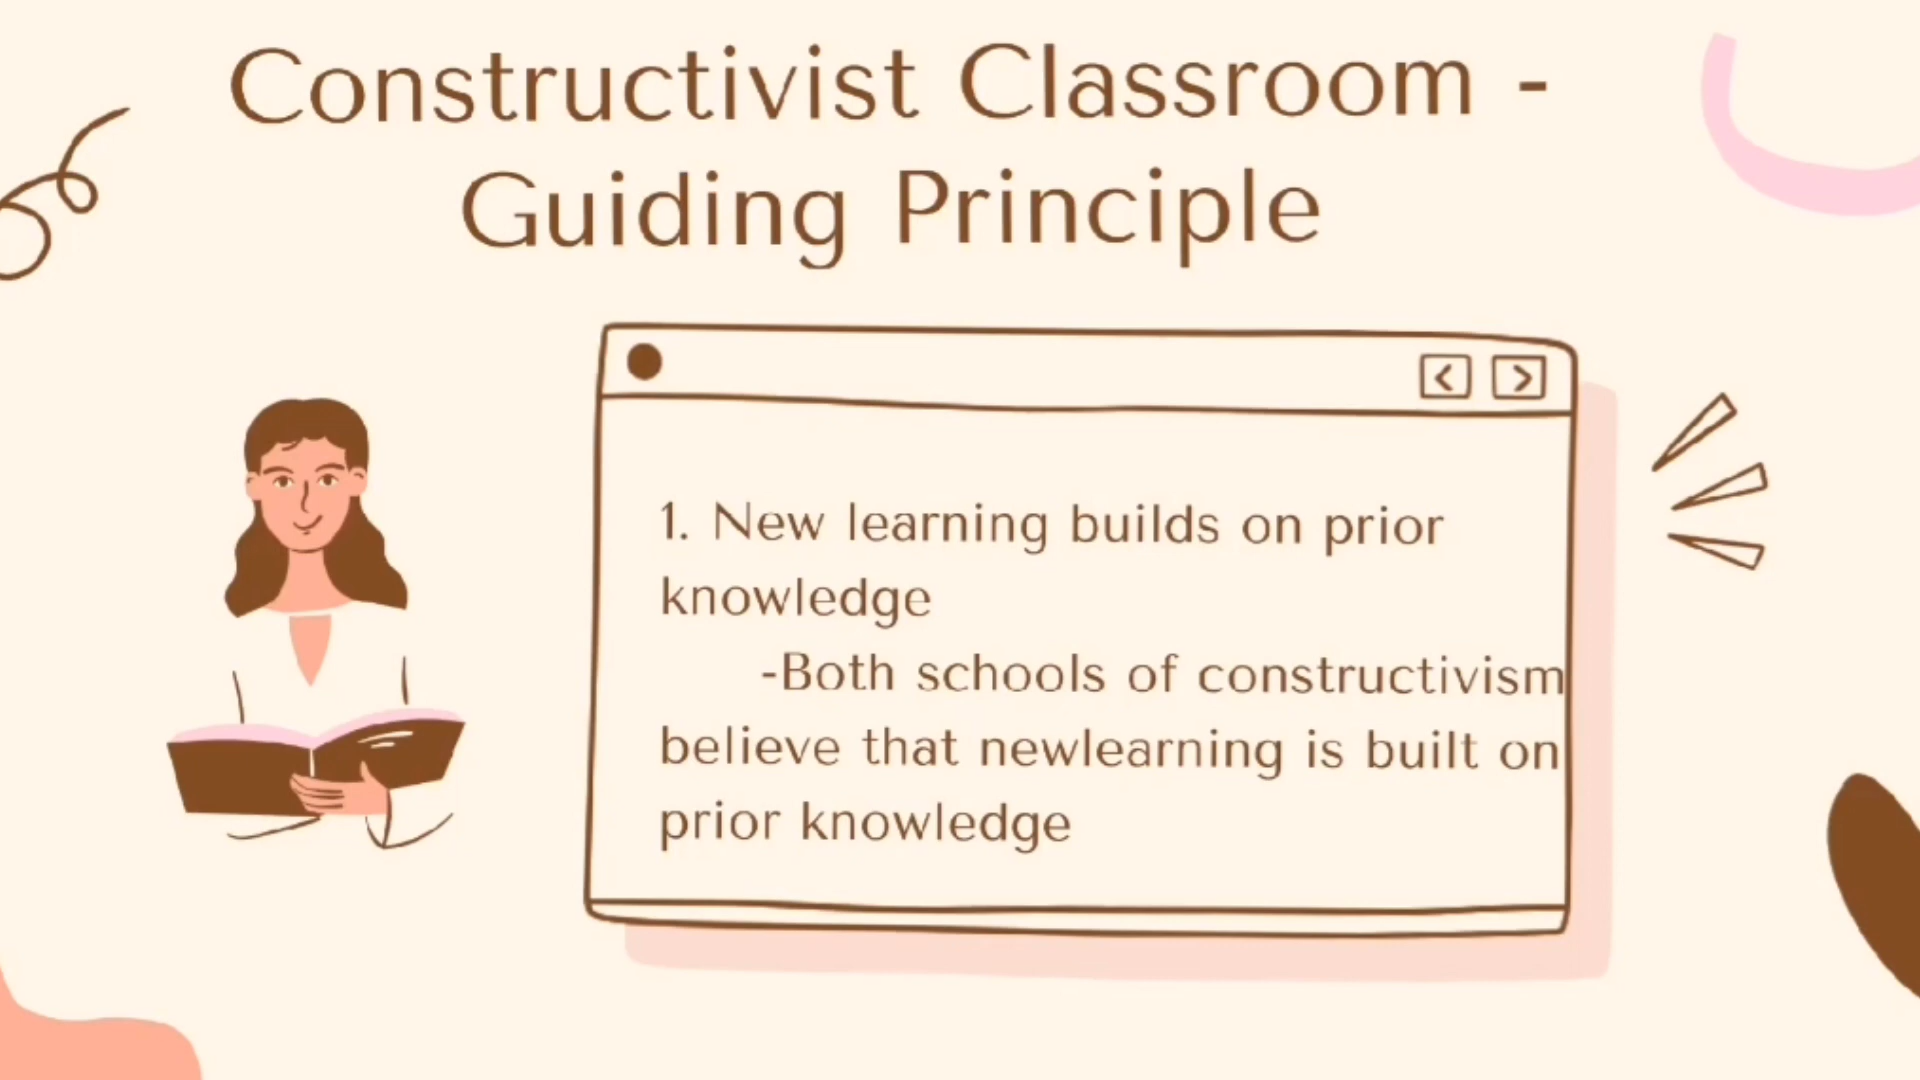 Constructivist Classroom -
Guiding Principle
1. New learning builds on prior
knowledge
-Both schools of constructivism
believe that newlearning is built on
prior knowledge